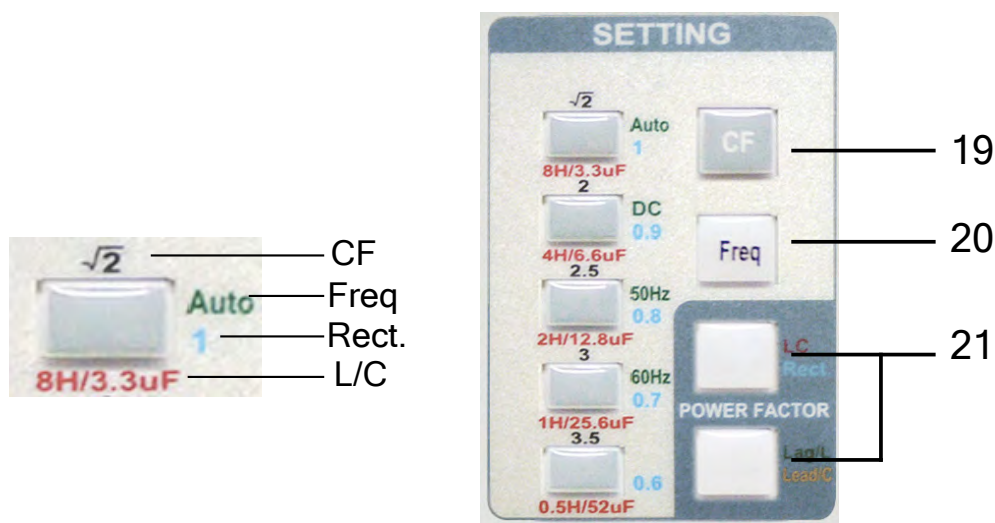 √2
Auto
1
8H/3.3uF
CF
Freq
Rect.
L/C
SETTING
√2
Auto
1
8H/3.3uF
2
DC
0.9
4H/6.6uF
2.5
50Hz
0.8
2H/12.8uF
3
60Hz
0.7
1H/25.6uF
3.5
0.6
0.5H/52uF
CF
Freq
LC
Rect
POWER FACTOR
Lag/L
Lead/C
19
20
21